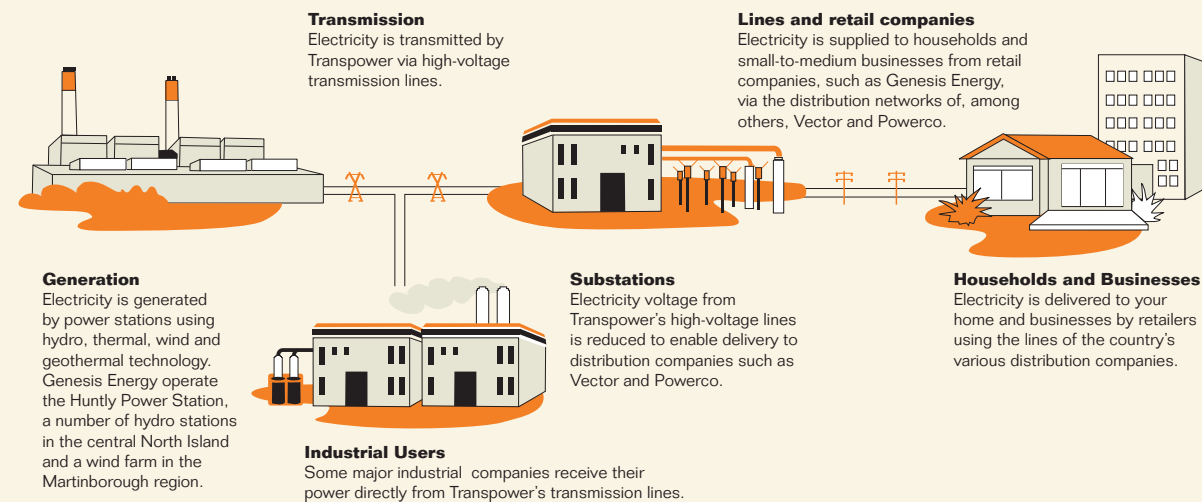 Transmission
Electricity is transmitted by
Transpower via high-voltage
transmission lines.
Lines and retail companies
Electricity is supplied to households and
small-to-medium businesses from retail
companies, such as Genesis Energy,
via the distribution networks of, among
others, Vector and Powerco.
Generation
Electricity is generated
by power stations using
hydro, thermal, wind and
geothermal technology.
Genesis Energy operate
the Huntly Power Station,
a number of hydro stations
in the central North Island
and a wind farm in the
Martinborough region.
Industrial Users
Some major industrial companies receive their
power directly from Transpower's transmission lines.
Substations
Electricity voltage from
Transpower's high-voltage lines
is reduced to enable delivery to
distribution companies such as
Vector and Powerco.
Households and Businesses
Electricity is delivered to your
home and businesses by retailers
using the lines of the country's
various distribution companies.